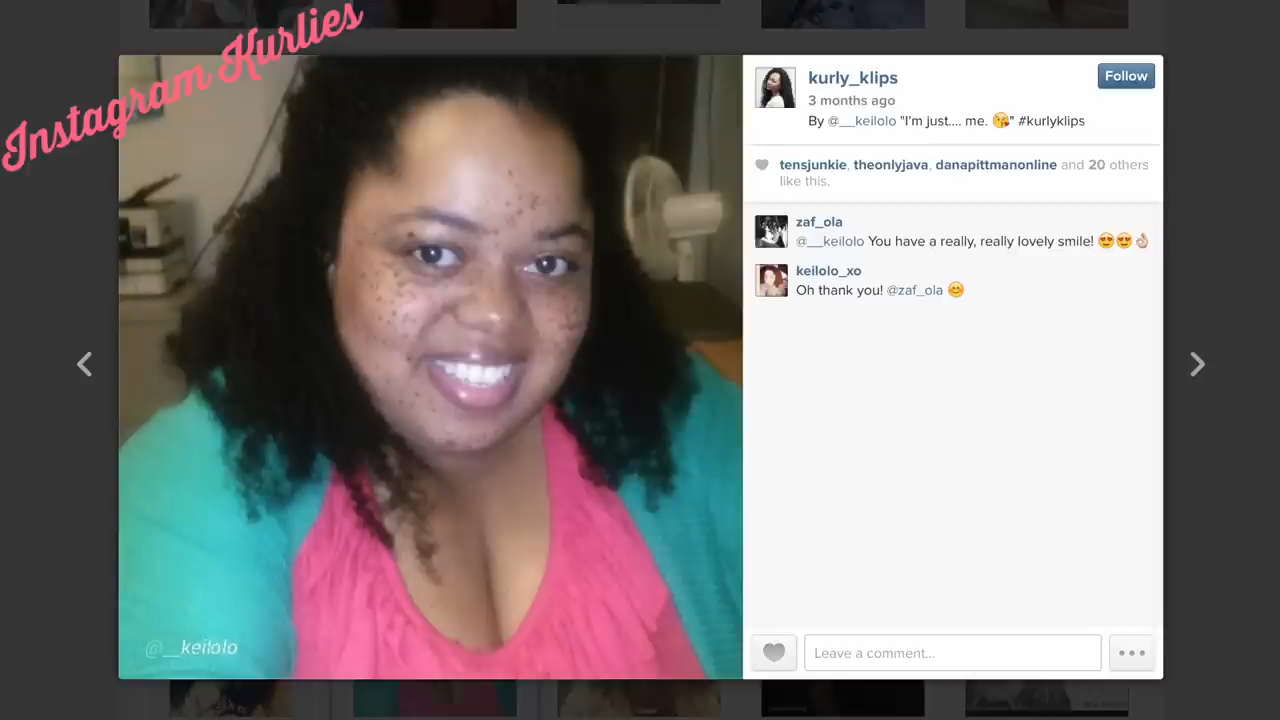 Instagram Kurlies
kurly_klips
Follow
3 months ago
By @__keilolo "I'm just.... me. 😘" #kurlyklips
tensjunkie, theonlyjava, danapittmanonline and 20 others
like this.
zaf_ola
@__keilolo You have a really, really lovely smile! 😍😍👌
keilolo_xo
Oh thank you! @zaf_ola 😊
@__keilolo
Leave a comment...